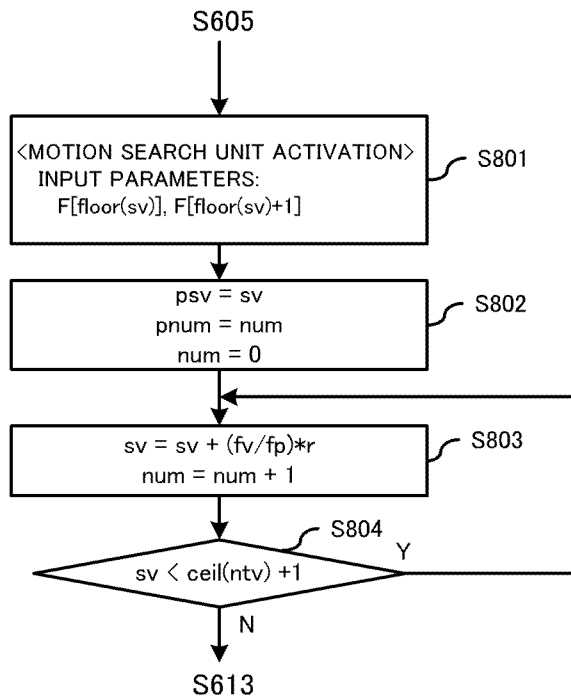 S605
<MOTION SEARCH UNIT ACTIVATION>
INPUT PARAMETERS:
F[floor(sv)], F[floor(sv)+1]
S801
psv = sv
pnum = num
num = 0
S802
sv = sv + (fv/fp)*r
num = num + 1
S803
S804
sv < ceil(ntv) +1
Y
N
S613